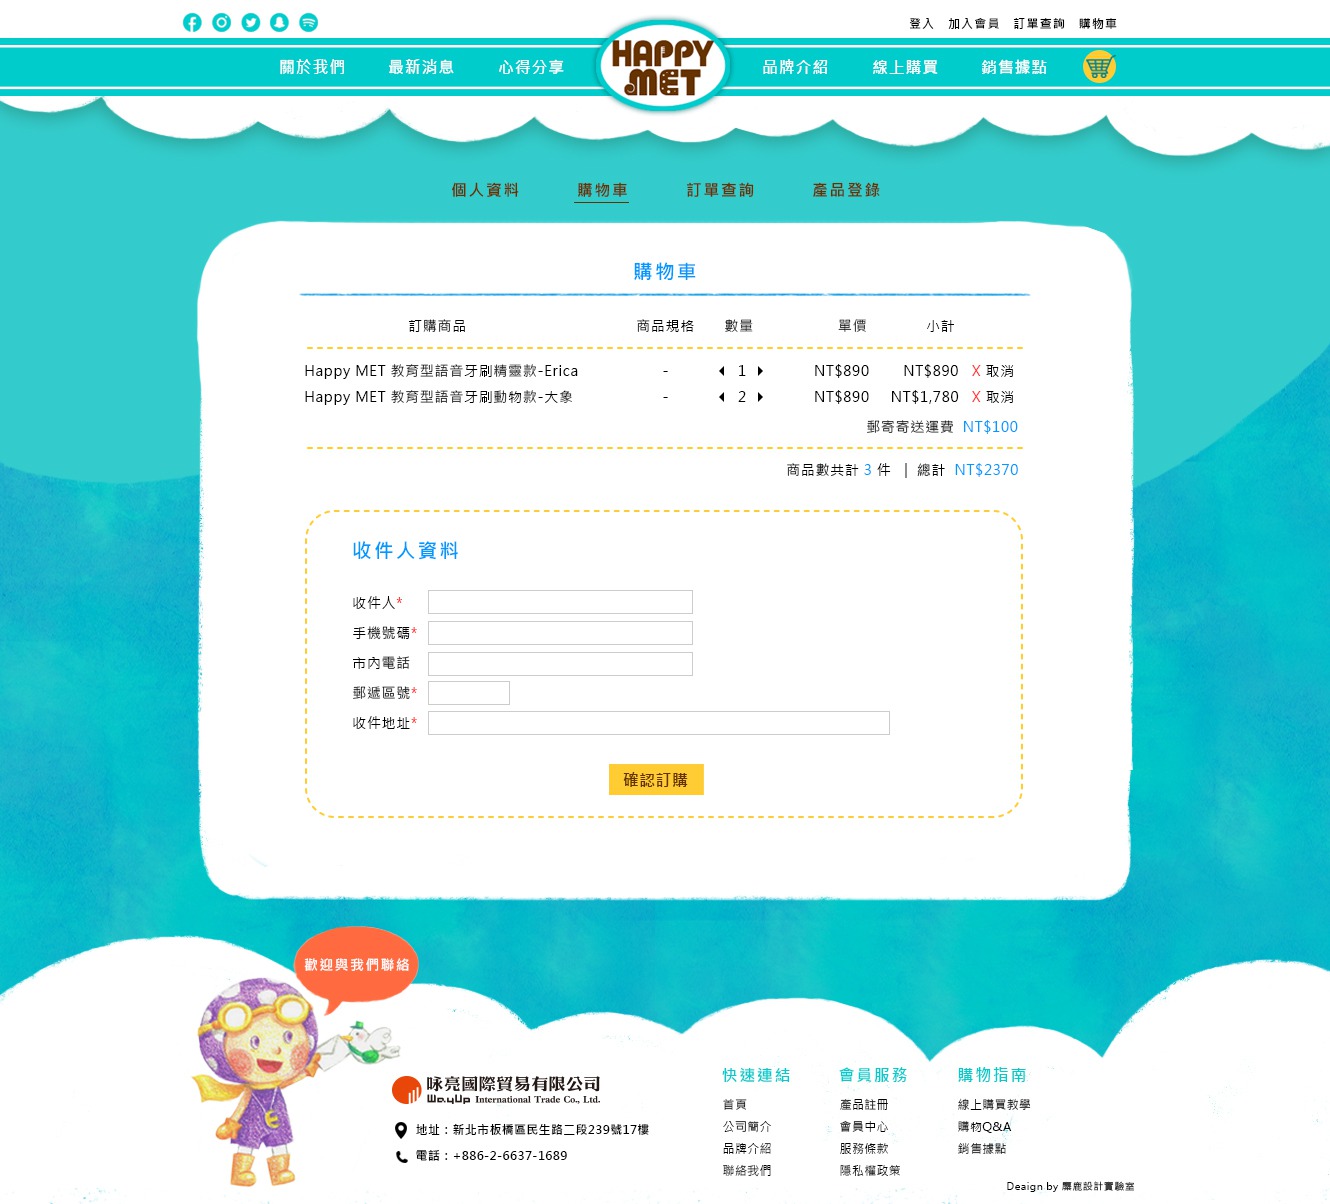 登入 加入會員 訂單查詢 購物車
關於我們 最新消息 心得分享 HAPPY MET 品牌介紹 線上購買 銷售據點
個人資料 購物車 訂單查詢 產品登錄
購物車
訂購商品 商品規格 數量 單價 小計
Happy MET 教育型語音牙刷精靈款-Erica - 1 NT$890 NT$890 X 取消
Happy MET 教育型語音牙刷動物款-大象 - 2 NT$890 NT$1,780 X 取消
郵寄寄送運費 NT$100
商品數共計 3 件 | 總計 NT$2370
收件人資料
收件人*
手機號碼*
市內電話
郵遞區號*
收件地址*
確認訂購
歡迎與我們聯絡
咏亮國際貿易有限公司
WayUp International Trade Co., Ltd.
地址：新北市板橋區民生路二段239號17樓
電話：+886-2-6637-1689
快速連結
首頁
公司簡介
品牌介紹
聯絡我們
會員服務
產品註冊
會員中心
服務條款
隱私權政策
購物指南
線上購買教學
購物Q&A
銷售據點
Deaign by 麋鹿設計實驗室